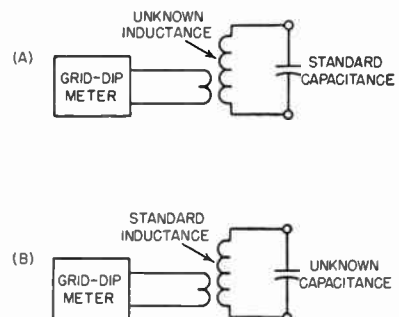 UNKNOWN
INDUCTANCE
(A)
GRID-DIP
METER
STANDARD
CAPACITANCE
STANDARD
INDUCTANCE
(B)
GRID-DIP
METER
UNKNOWN
CAPACITANCE